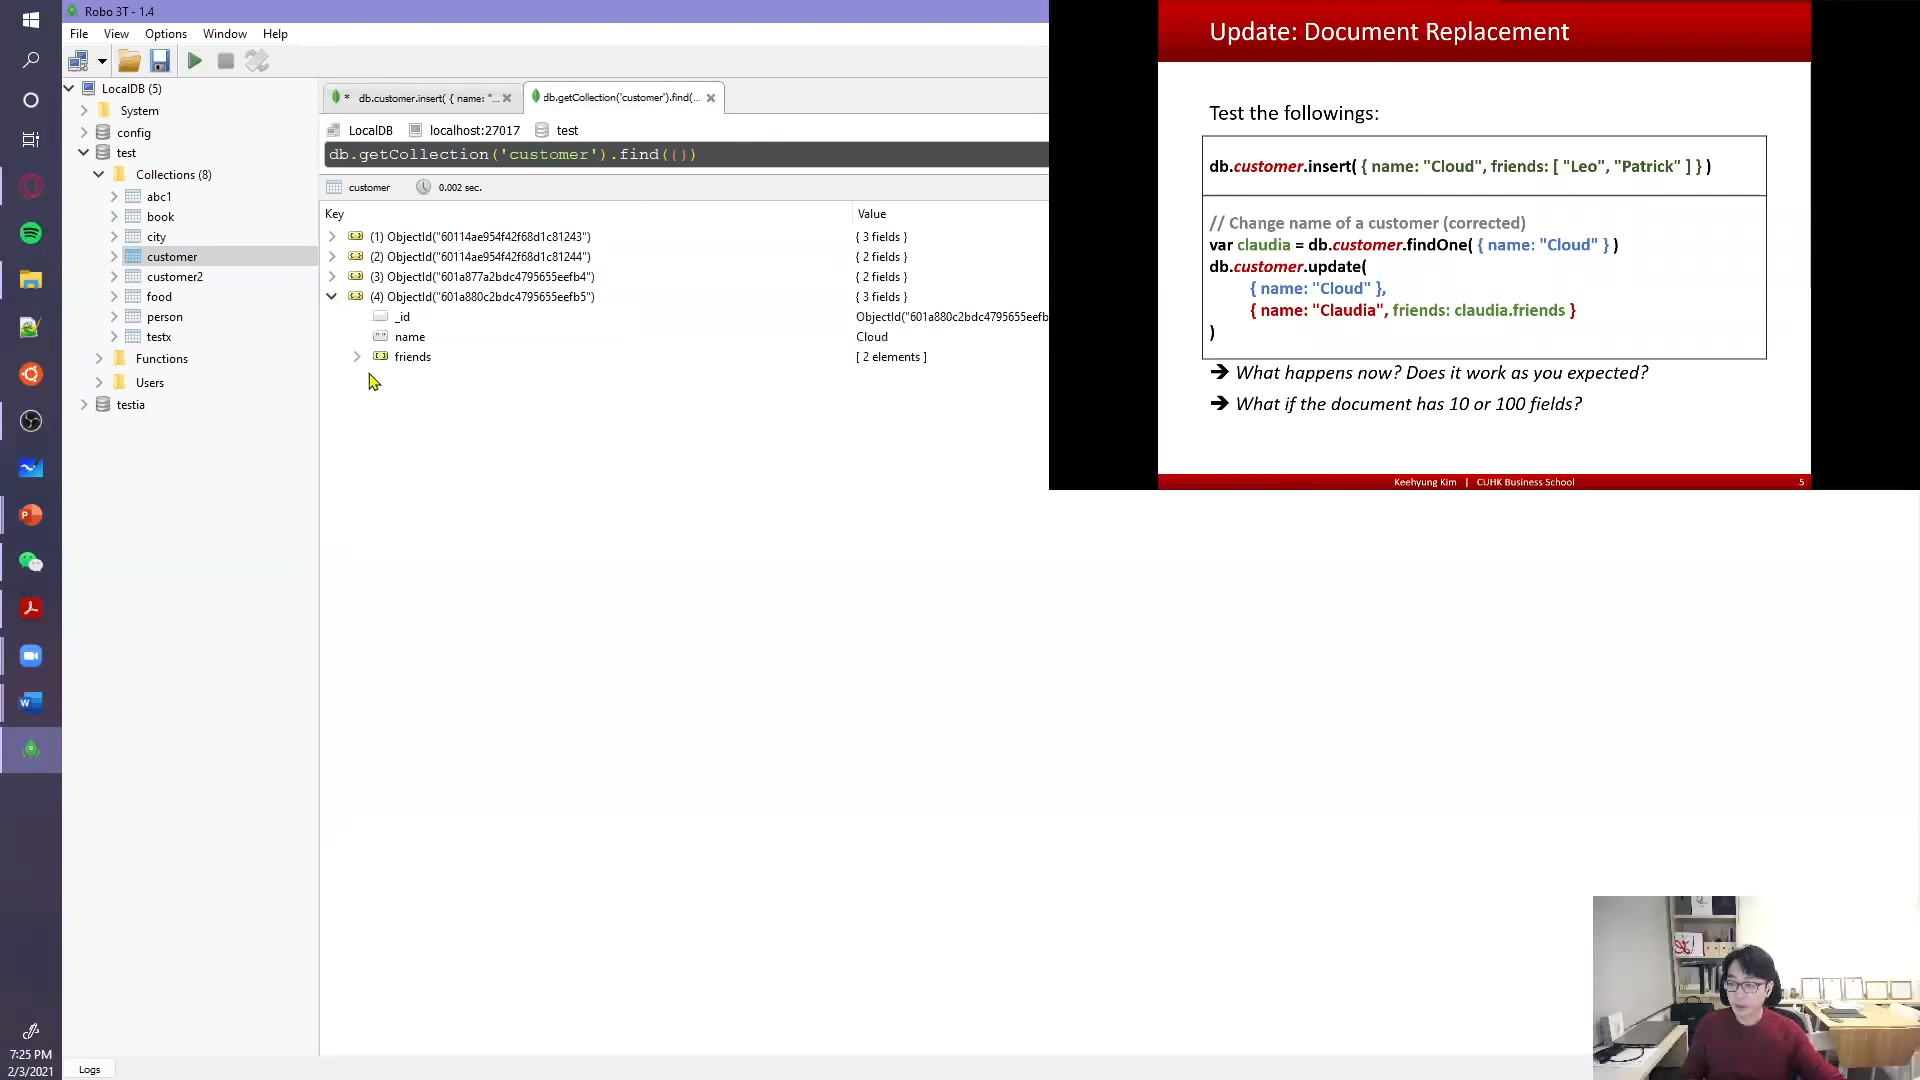 Robo 3T - 1.4
File View Options Window Help
LocalDB (5)
System
config
test
Collections (8)
abc1
book
city
customer
customer2
food
person
testx
Functions
Users
testia
* db.customer.insert( { name: "...
db.getCollection('customer').find(...
LocalDB localhost:27017 test
db.getCollection('customer').find({})
customer 0.002 sec.
Key Value
(1) ObjectId("60114ae954f42f68d1c81243") { 3 fields }
(2) ObjectId("60114ae954f42f68d1c81244") { 2 fields }
(3) ObjectId("601a877a2bdc4795655eefb4") { 2 fields }
(4) ObjectId("601a880c2bdc4795655eefb5") { 3 fields }
_id ObjectId("601a880c2bdc4795655eefb
name Cloud
friends [ 2 elements ]
Logs
7:25 PM
2/3/2021
Update: Document Replacement
Test the followings:
db.customer.insert( { name: "Cloud", friends: [ "Leo", "Patrick" ] } )
// Change name of a customer (corrected)
var claudia = db.customer.findOne( { name: "Cloud" } )
db.customer.update(
{ name: "Cloud" },
{ name: "Claudia", friends: claudia.friends }
)
➔ What happens now? Does it work as you expected?
➔ What if the document has 10 or 100 fields?
Keehyung Kim | CUHK Business School
5